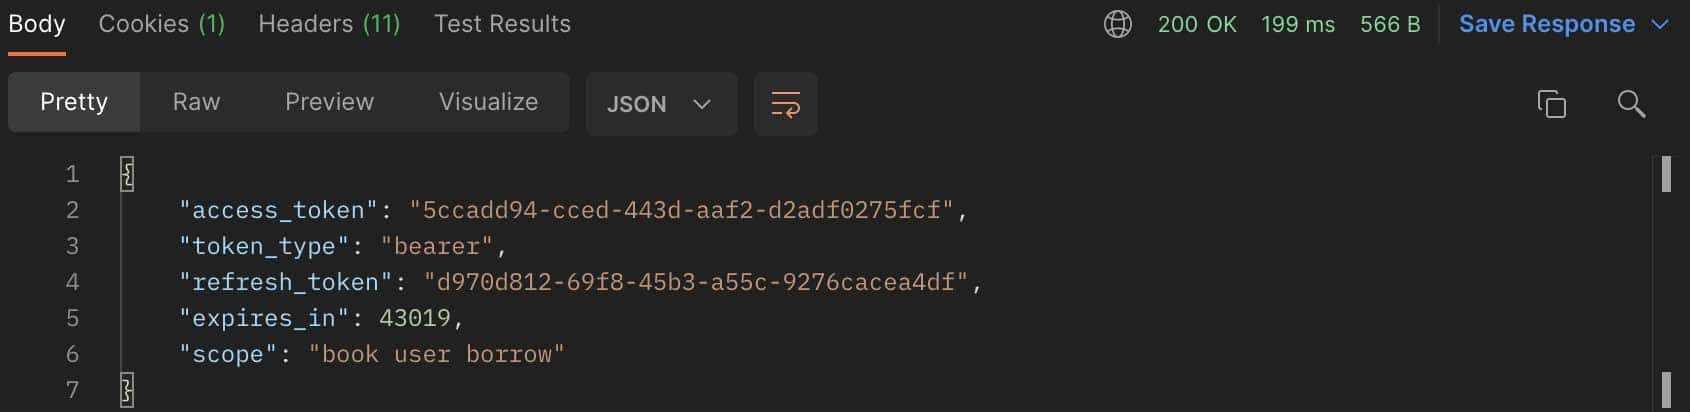 Body Cookies (1) Headers (11) Test Results 200 OK 199 ms 566 B Save Response
Pretty Raw Preview Visualize JSON
1 {
2 "access_token": "5ccadd94-cced-443d-aaf2-d2adf0275fcf",
3 "token_type": "bearer",
4 "refresh_token": "d970d812-69f8-45b3-a55c-9276cacea4df",
5 "expires_in": 43019,
6 "scope": "book user borrow"
7 }